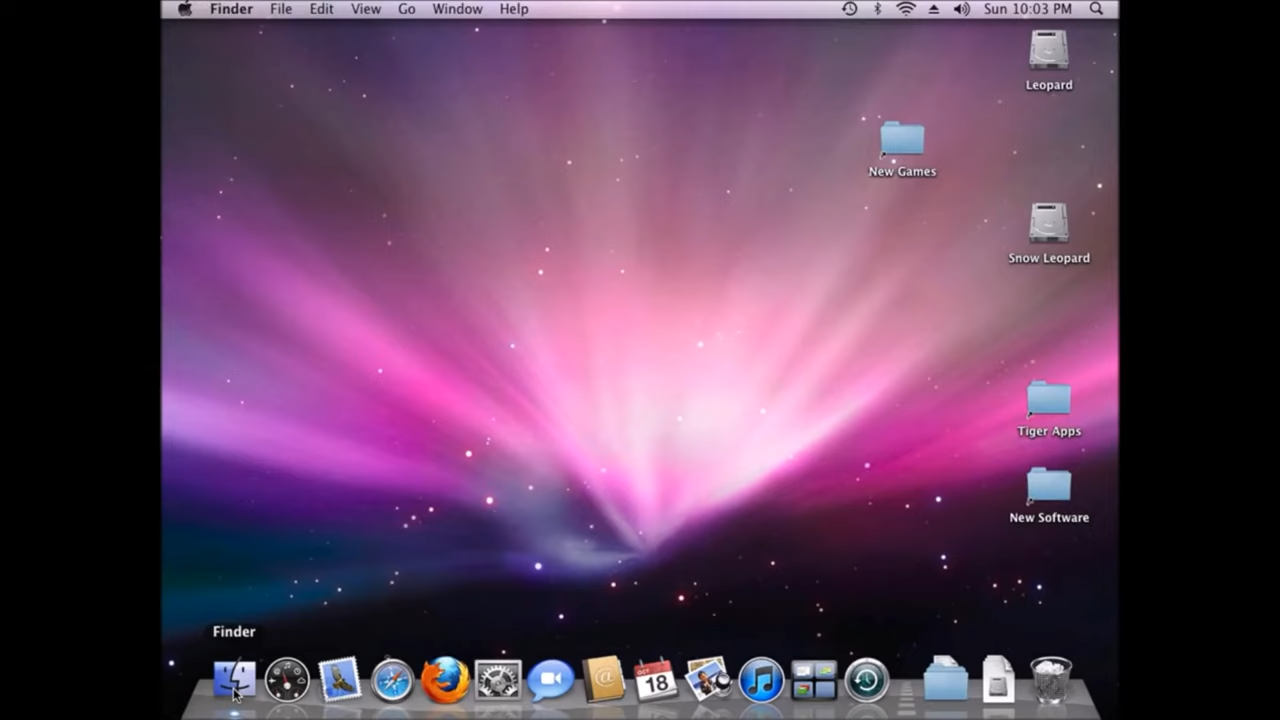 Finder File Edit View Go Window Help Sun 10:03 PM
Leopard
New Games
Snow Leopard
Tiger Apps
New Software
Finder
OCT
18
@